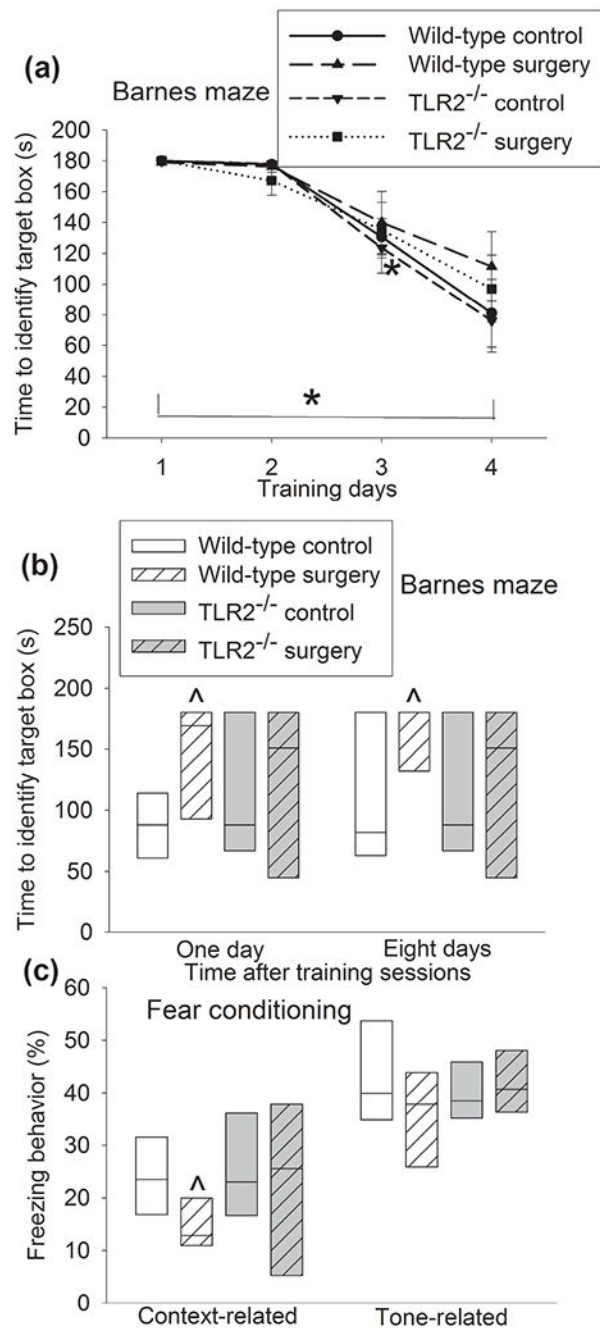 (a)
Barnes maze
Wild-type control
Wild-type surgery
TLR2-/- control
TLR2-/- surgery
Time to identify target box (s)
200
180
160
140
120
100
80
60
40
20
0
*
*
1 2 3 4
Training days
(b)
Wild-type control
Wild-type surgery
TLR2-/- control
TLR2-/- surgery
Barnes maze
Time to identify target box (s)
250
200
150
100
50
0
^ ^
One day Eight days
Time after training sessions
(c)
Fear conditioning
Freezing behavior (%)
60
50
40
30
20
10
0
^
Context-related Tone-related